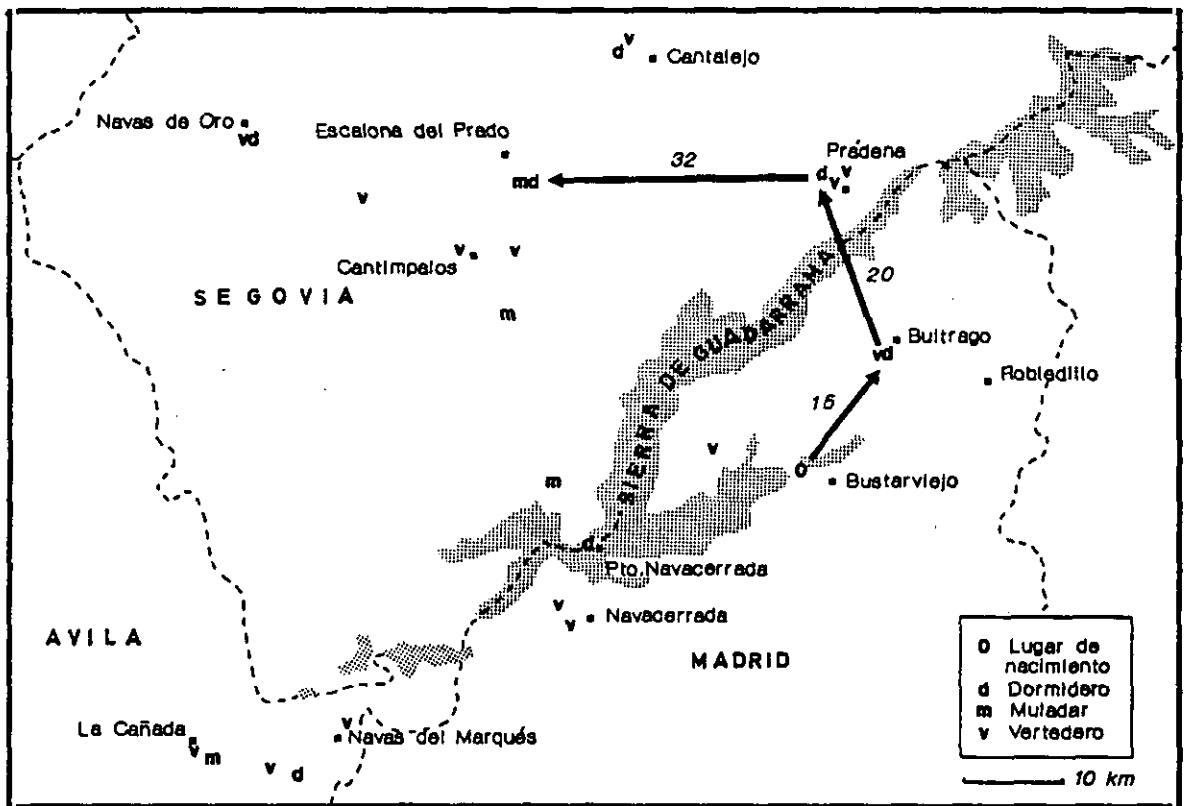 v
d
Cantalejo
Navas de Oro
vd
Escalona del Prado
32
Prádena
md
d v
v
v
v
v
Cantimpalos
20
SEGOVIA
m
SIERRA DE GUADARRAMA
Buitrago
vd
Robledillo
15
v
m
O
Bustarviejo
d
Pto. Navacerrada
v
v
Navacerrada
AVILA
MADRID
O Lugar de
nacimiento
d Dormidero
m Muladar
v Vertedero
10 km
v
La Cañada
Navas del Marqués
v
m
v
d